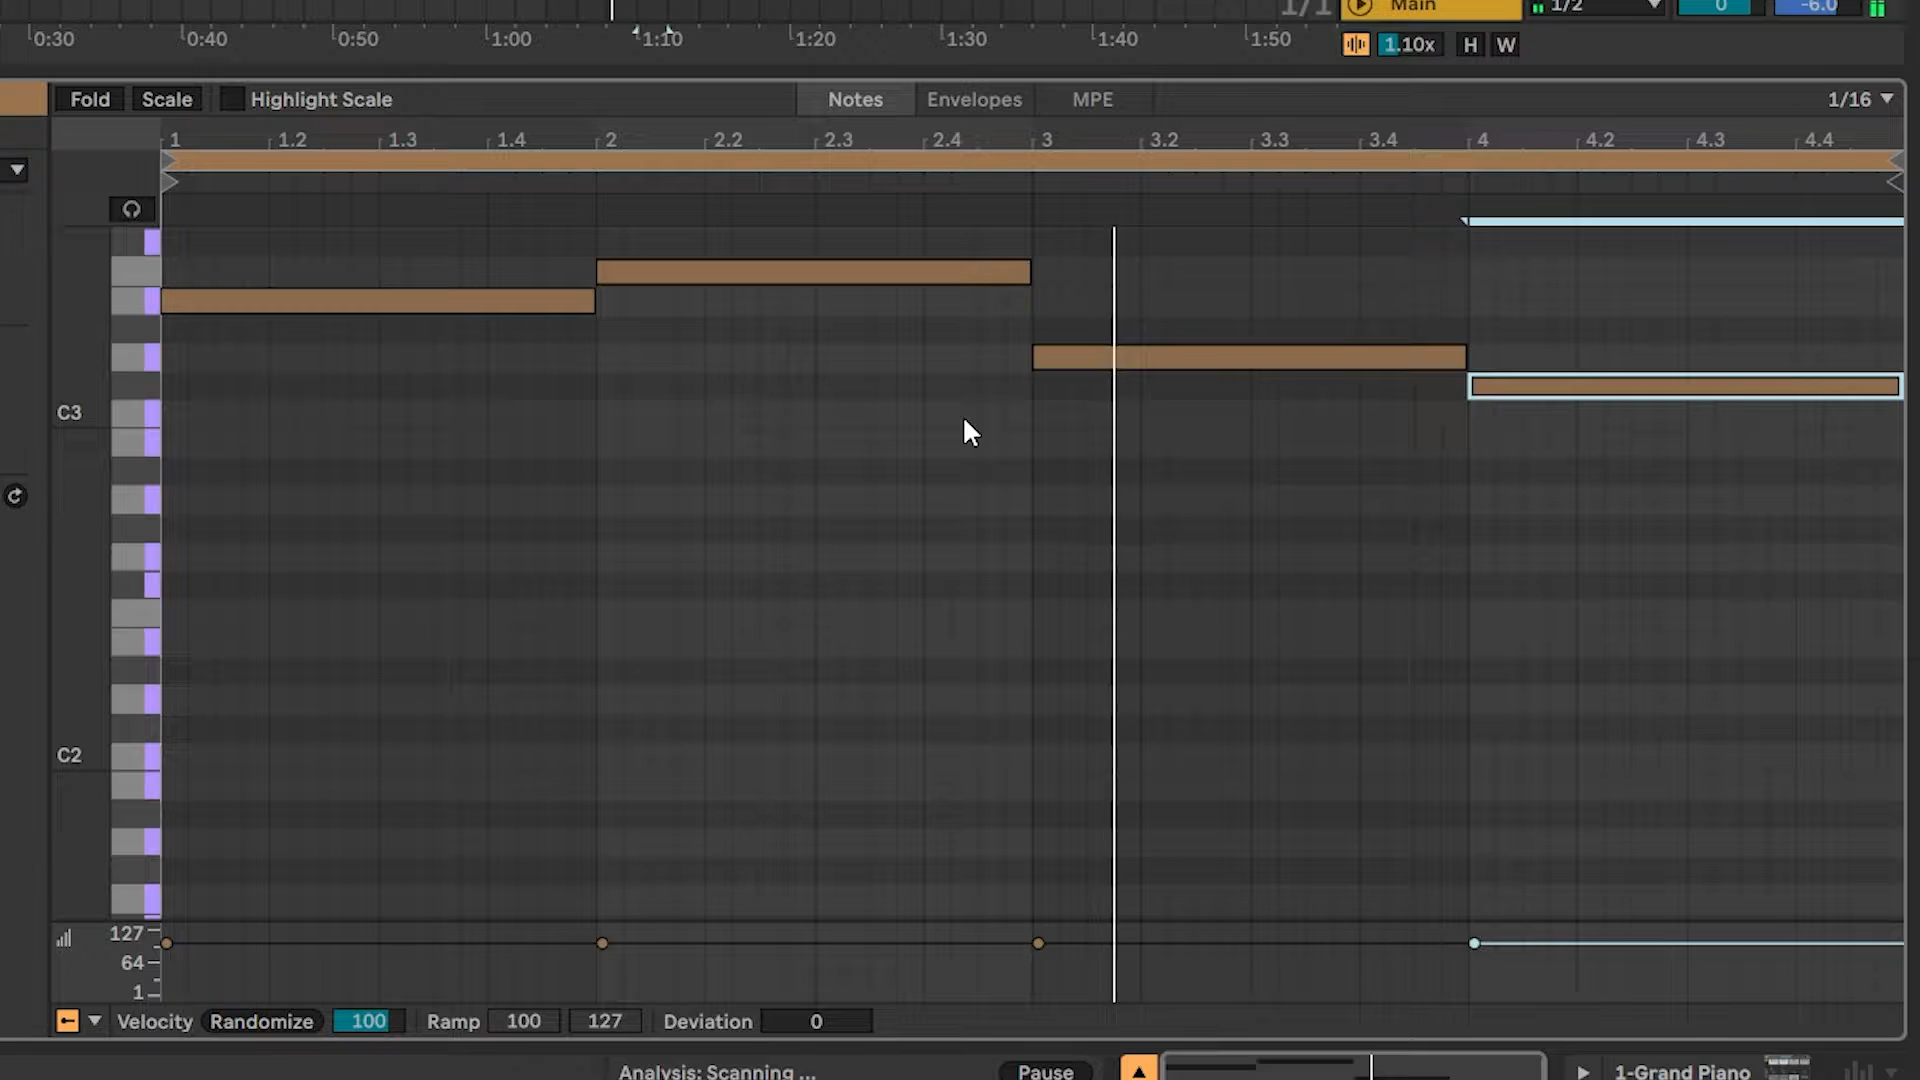 1/1 Main 1/2 0 -6.0
0:30 0:40 0:50 1:00 1:10 1:20 1:30 1:40 1:50 1.10x H W
Fold Scale Highlight Scale Notes Envelopes MPE 1/16
1 1.2 1.3 1.4 2 2.2 2.3 2.4 3 3.2 3.3 3.4 4 4.2 4.3 4.4
C3
C2
127
64
1
Velocity Randomize 100 Ramp 100 127 Deviation 0
Analysis: Scanning ... Pause 1-Grand Piano